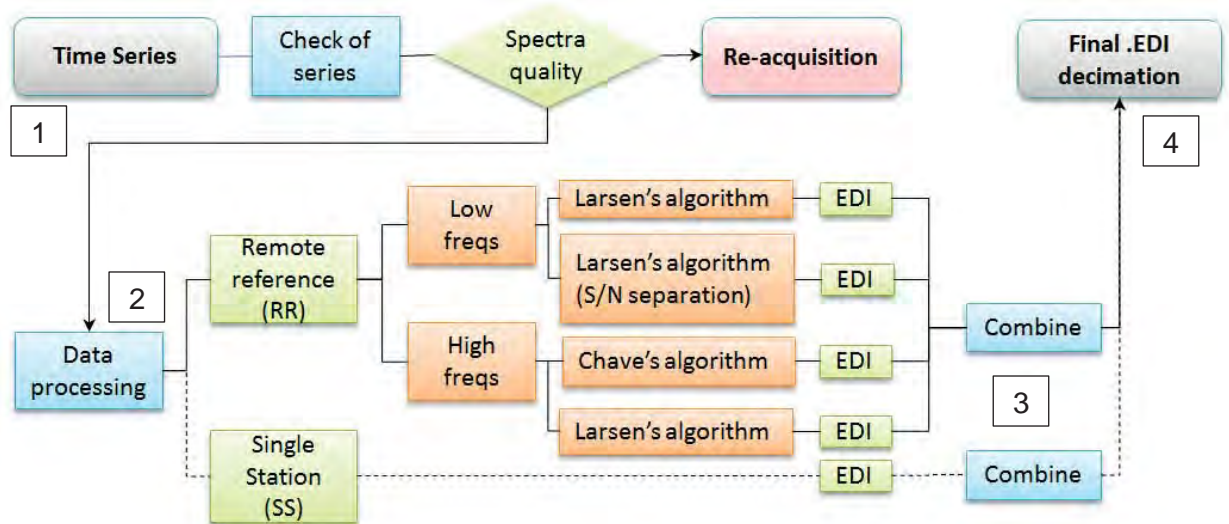 Time Series
Check of
series
Spectra
quality
Re-acquisition
Final .EDI
decimation
1
4
Low
freqs
Larsen's algorithm
EDI
Remote
reference
(RR)
Larsen's algorithm
(S/N separation)
EDI
2
Data
processing
High
freqs
Chave's algorithm
EDI
Combine
3
Larsen's algorithm
EDI
Single
Station
(SS)
EDI
Combine